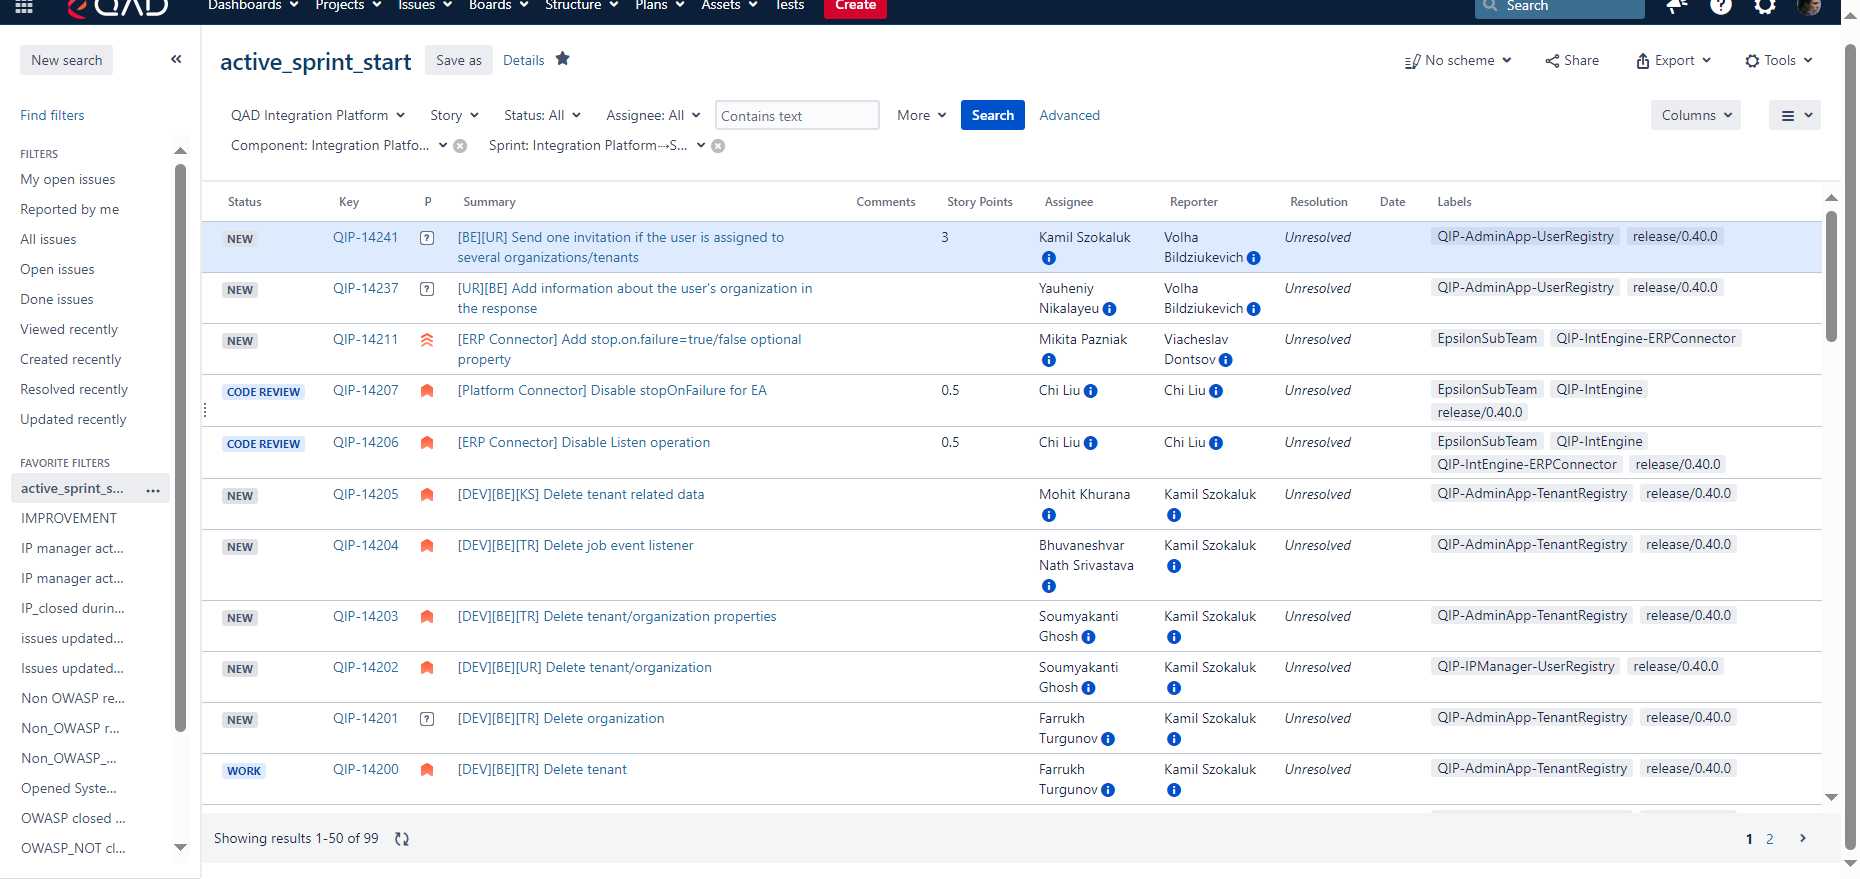 QAD
Dashboards Projects Issues Boards Structure Plans Assets Tests Create Search
New search
Find filters
FILTERS
My open issues
Reported by me
All issues
Open issues
Done issues
Viewed recently
Created recently
Resolved recently
Updated recently
FAVORITE FILTERS
active_sprint_s...
IMPROVEMENT
IP manager act...
IP manager act...
IP_closed durin...
issues updated...
Issues updated...
Non OWASP re...
Non_OWASP r...
Non_OWASP_...
Opened Syste...
OWASP closed ...
OWASP_NOT cl...
active_sprint_start Save as Details No scheme Share Export Tools
QAD Integration Platform Story Status: All Assignee: All Contains text More Search Advanced Columns
Component: Integration Platfo... Sprint: Integration Platform→S...
Status Key P Summary Comments Story Points Assignee Reporter Resolution Date Labels
NEW QIP-14241 [BE][UR] Send one invitation if the user is assigned to 3 Kamil Szokaluk Volha Unresolved QIP-AdminApp-UserRegistry release/0.40.0
several organizations/tenants Bildziukevich
NEW QIP-14237 [UR][BE] Add information about the user's organization in Yauheniy Volha Unresolved QIP-AdminApp-UserRegistry release/0.40.0
the response Nikalayeu Bildziukevich
NEW QIP-14211 [ERP Connector] Add stop.on.failure=true/false optional Mikita Pazniak Viacheslav Unresolved EpsilonSubTeam QIP-IntEngine-ERPConnector
property Dontsov
CODE REVIEW QIP-14207 [Platform Connector] Disable stopOnFailure for EA 0.5 Chi Liu Chi Liu Unresolved EpsilonSubTeam QIP-IntEngine
release/0.40.0
CODE REVIEW QIP-14206 [ERP Connector] Disable Listen operation 0.5 Chi Liu Chi Liu Unresolved EpsilonSubTeam QIP-IntEngine
QIP-IntEngine-ERPConnector release/0.40.0
NEW QIP-14205 [DEV][BE][KS] Delete tenant related data Mohit Khurana Kamil Szokaluk Unresolved QIP-AdminApp-TenantRegistry release/0.40.0
NEW QIP-14204 [DEV][BE][TR] Delete job event listener Bhuvaneshvar Kamil Szokaluk Unresolved QIP-AdminApp-TenantRegistry release/0.40.0
Nath Srivastava
NEW QIP-14203 [DEV][BE][TR] Delete tenant/organization properties Soumyakanti Kamil Szokaluk Unresolved QIP-AdminApp-TenantRegistry release/0.40.0
Ghosh
NEW QIP-14202 [DEV][BE][UR] Delete tenant/organization Soumyakanti Kamil Szokaluk Unresolved QIP-IPManager-UserRegistry release/0.40.0
Ghosh
NEW QIP-14201 [DEV][BE][TR] Delete organization Farrukh Kamil Szokaluk Unresolved QIP-AdminApp-TenantRegistry release/0.40.0
Turgunov
WORK QIP-14200 [DEV][BE][TR] Delete tenant Farrukh Kamil Szokaluk Unresolved QIP-AdminApp-TenantRegistry release/0.40.0
Turgunov
Showing results 1-50 of 99 1 2